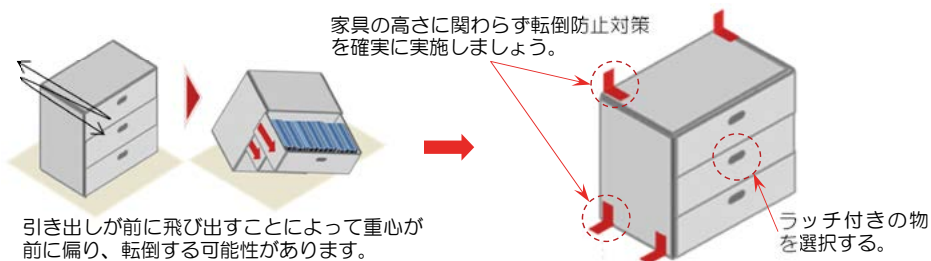 家具の高さに関わらず転倒防止対策
を確実に実施しましょう。
引き出しが前に飛び出すことによって重心が
前に偏り、転倒する可能性があります。
ラッチ付きの物
を選択する。